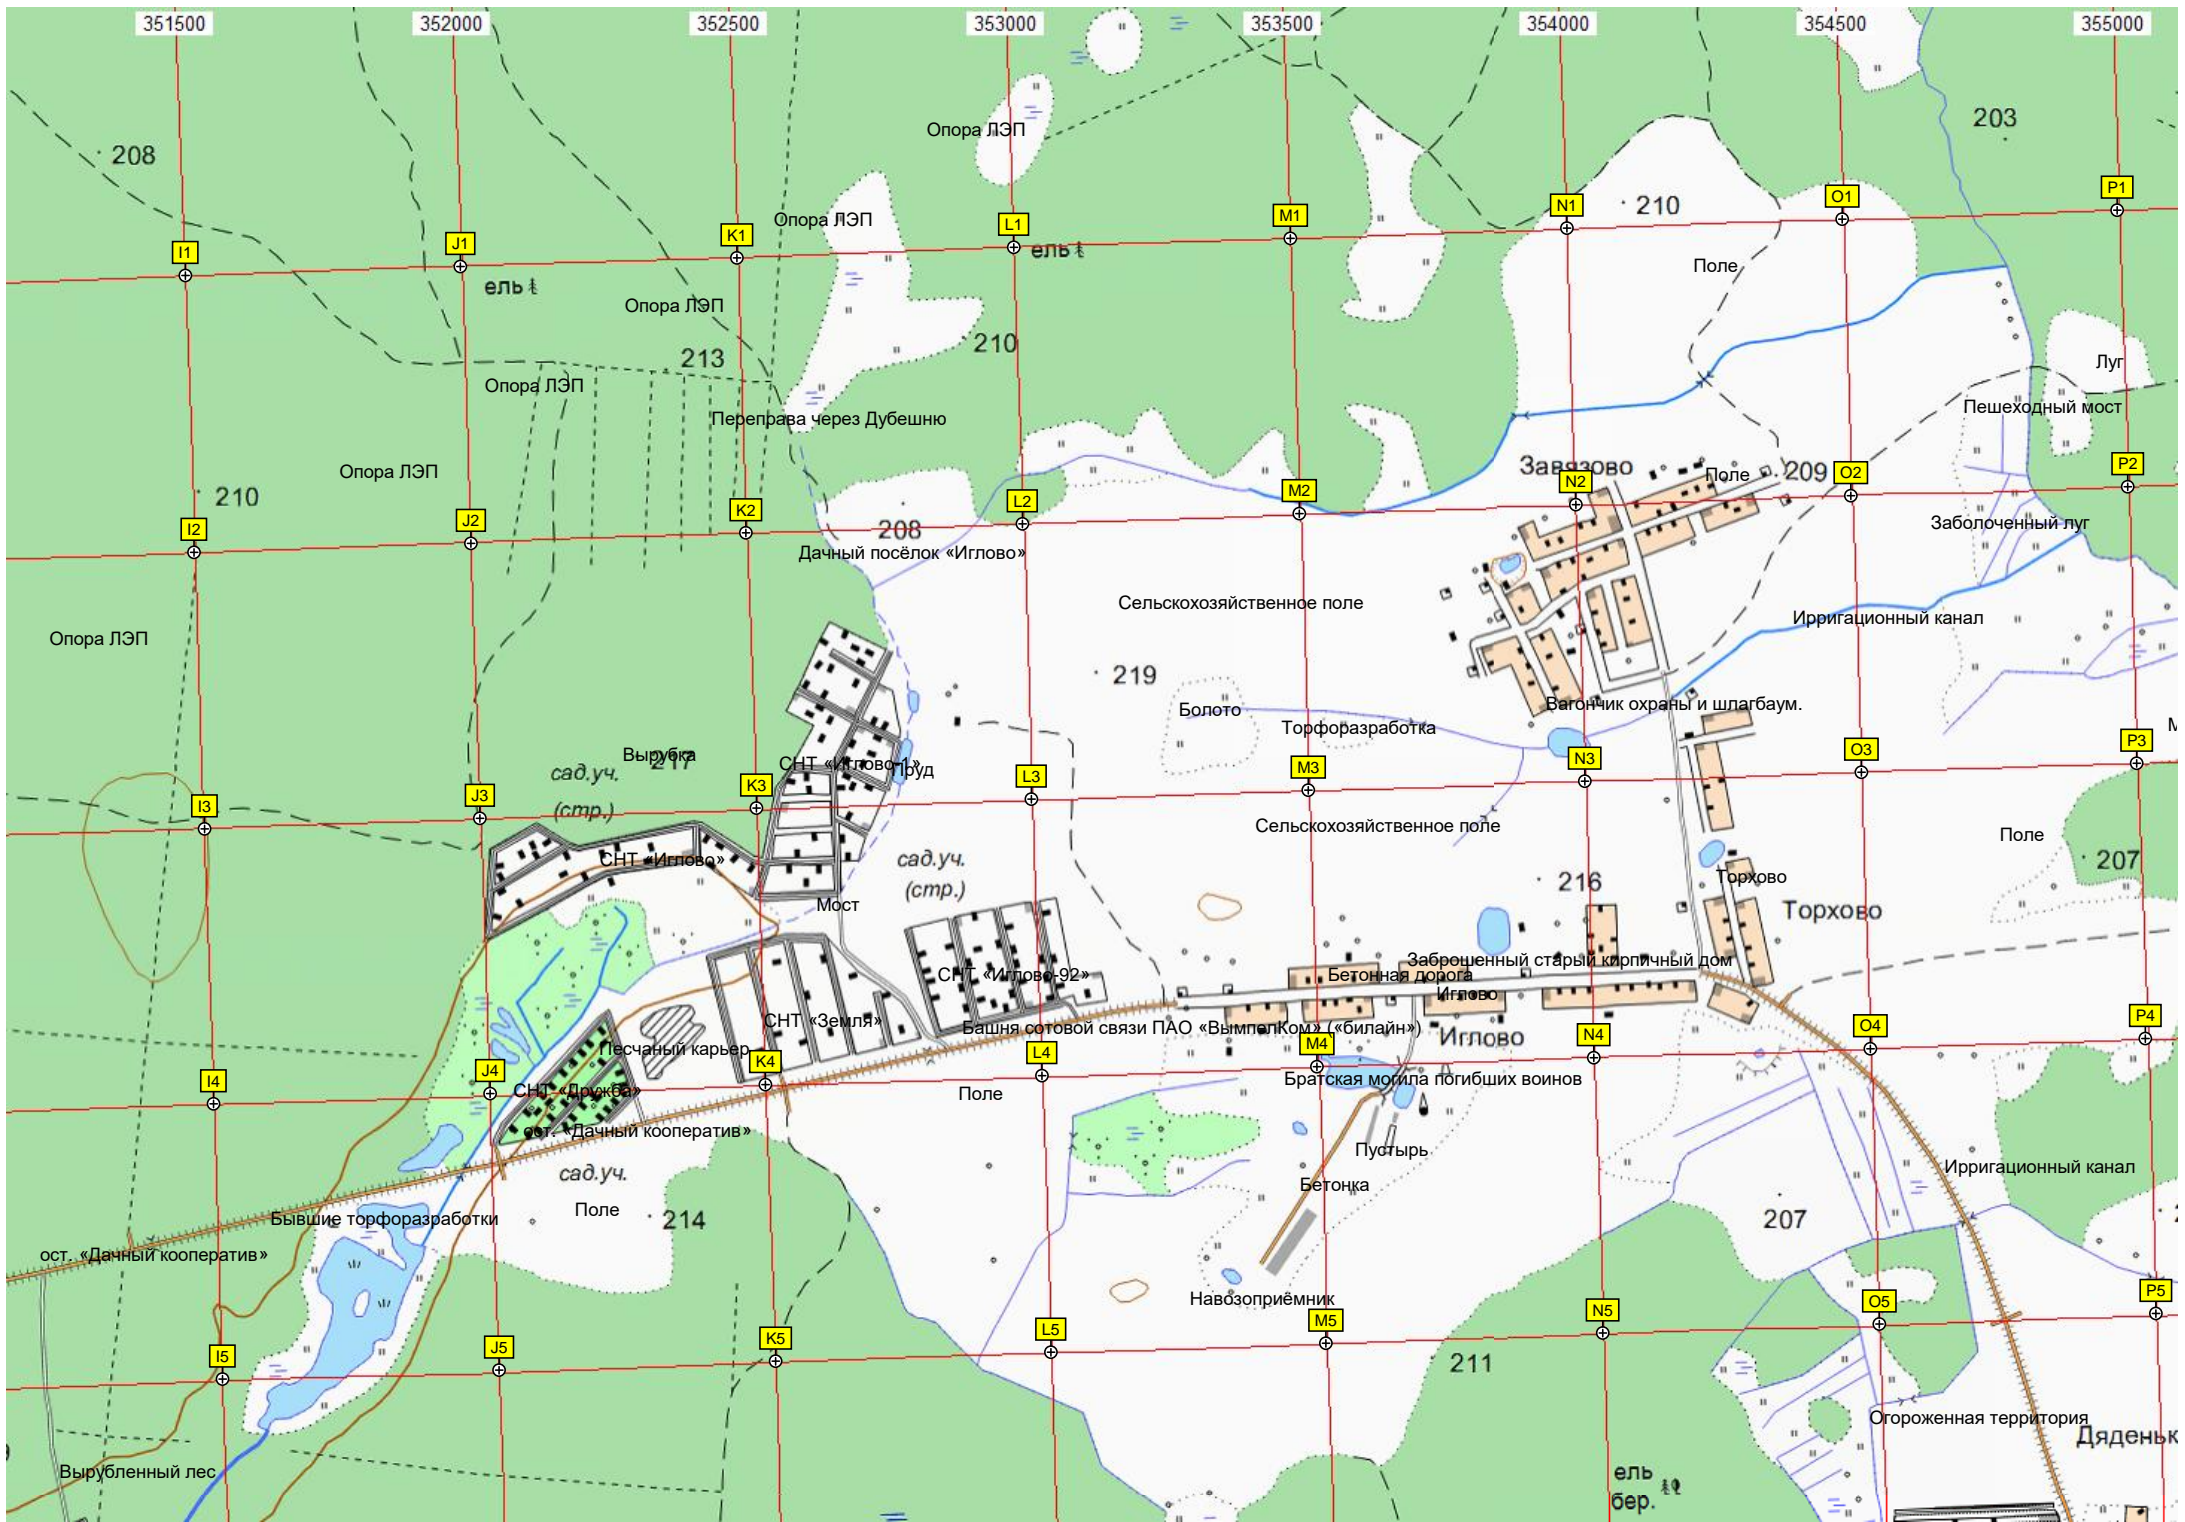 351500 352000 352500 353000 353500 354000 354500 355000
203
Опора ЛЭП
208
P1
O1
N1
210
M1
Опора ЛЭП
L1
K1
J1
I1
ель
Поле
ель
Опора ЛЭП
210
213
Луг
Опора ЛЭП
Пешеходный мост
Переправа через Дубешню
Завязово
Поле
209
P2
O2
N2
M2
L2
K2
J2
I2
Опора ЛЭП
210
208
Заболоченный луг
Дачный посёлок «Иглово»
Сельскохозяйственное поле
Ирригационный канал
Опора ЛЭП
219
Болото
Вагончик охраны и шлагбаум.
Торфоразработка
М
P3
O3
N3
M3
L3
K3
J3
I3
Вырубка
217
СНТ «Иглово-1»
Пруд
сад.уч.
(стр.)
Сельскохозяйственное поле
Поле
СНТ «Иглово»
сад.уч.
(стр.)
207
216
Торхово
Торхово
Мост
Заброшенный старый кирпичный дом
СНТ «Иглово-92»
Бетонная дорога
Иглово
СНТ «Земля»
Башня сотовой связи ПАО «ВымпелКом» («билайн»)
Иглово
P4
O4
N4
M4
L4
K4
J4
I4
Песчаный карьер
СНТ «Дружба»
Поле
Братская могила погибших воинов
ост. «Дачный кооператив»
Пустырь
сад.уч.
Ирригационный канал
Бетонка
Поле
214
207
Бывшие торфоразработки
ост. «Дачный кооператив»
Навозоприёмник
P5
O5
N5
M5
L5
K5
J5
I5
211
Огороженная территория
Дяденьк
Вырубленный лес
ель
бер.